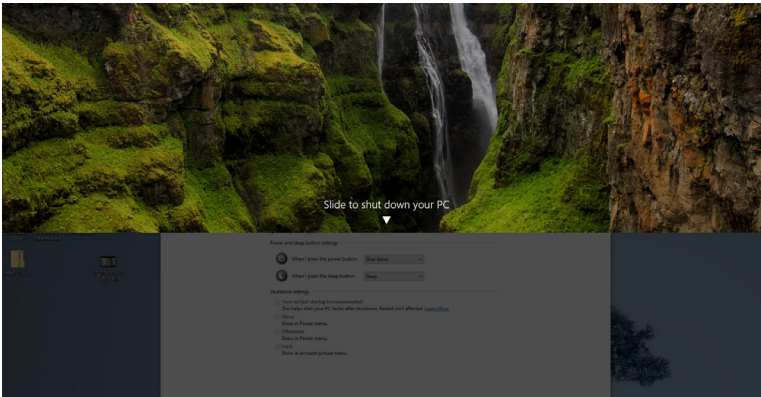 Slide to shut down your PC
Power and sleep button settings
When I press the power button: Shut down
When I press the sleep button: Sleep
Shutdown settings
Turn on fast startup (recommended)
This helps start your PC faster after shutdown. Restart isn't affected. Learn More
Sleep
Show in Power menu.
Hibernate
Show in Power menu.
Lock
Show in account picture menu.